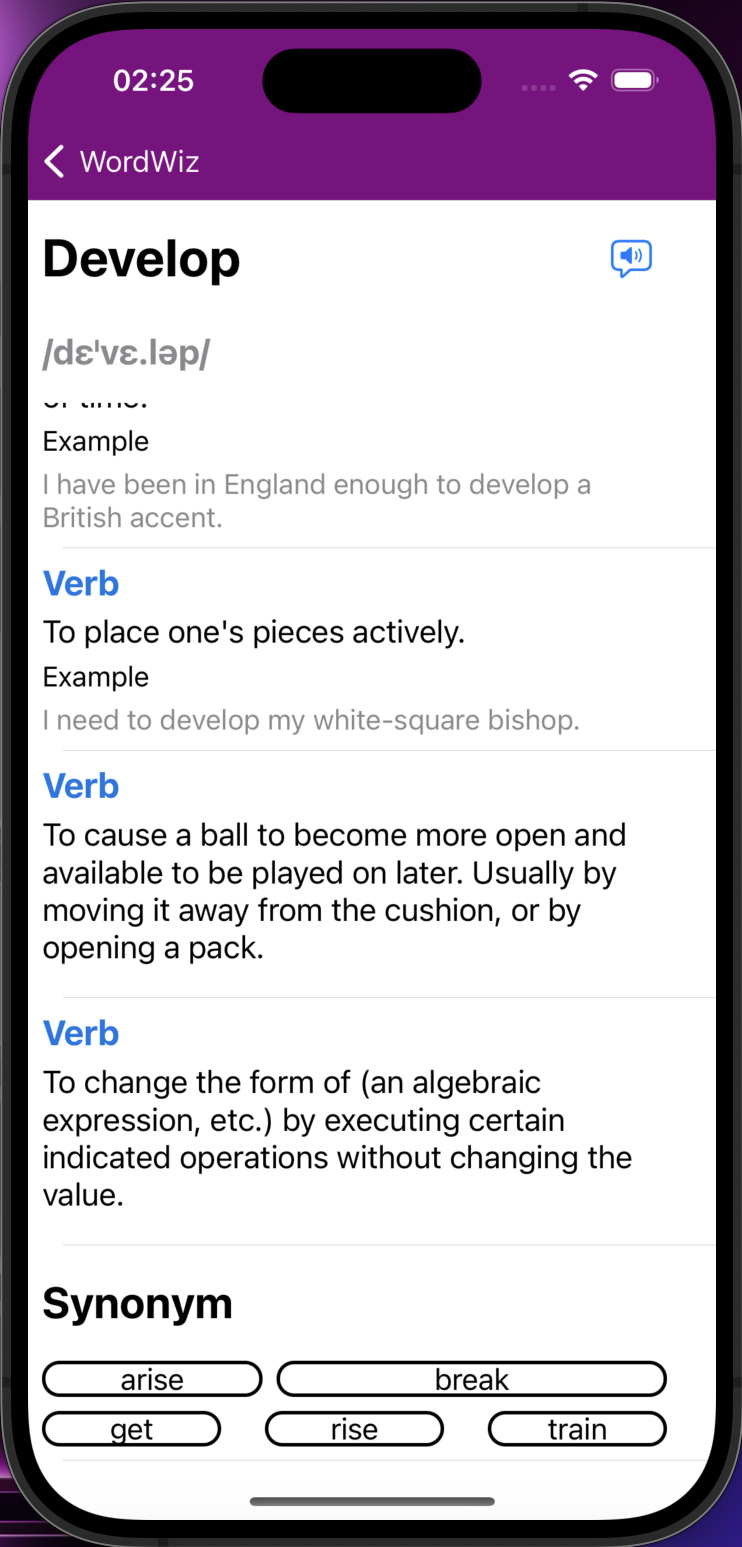 02:25
WordWiz
Develop
/dɛˈvɛ.ləp/
or time.
Example
I have been in England enough to develop a
British accent.
Verb
To place one's pieces actively.
Example
I need to develop my white-square bishop.
Verb
To cause a ball to become more open and
available to be played on later. Usually by
moving it away from the cushion, or by
opening a pack.
Verb
To change the form of (an algebraic
expression, etc.) by executing certain
indicated operations without changing the
value.
Synonym
arise break
get rise train